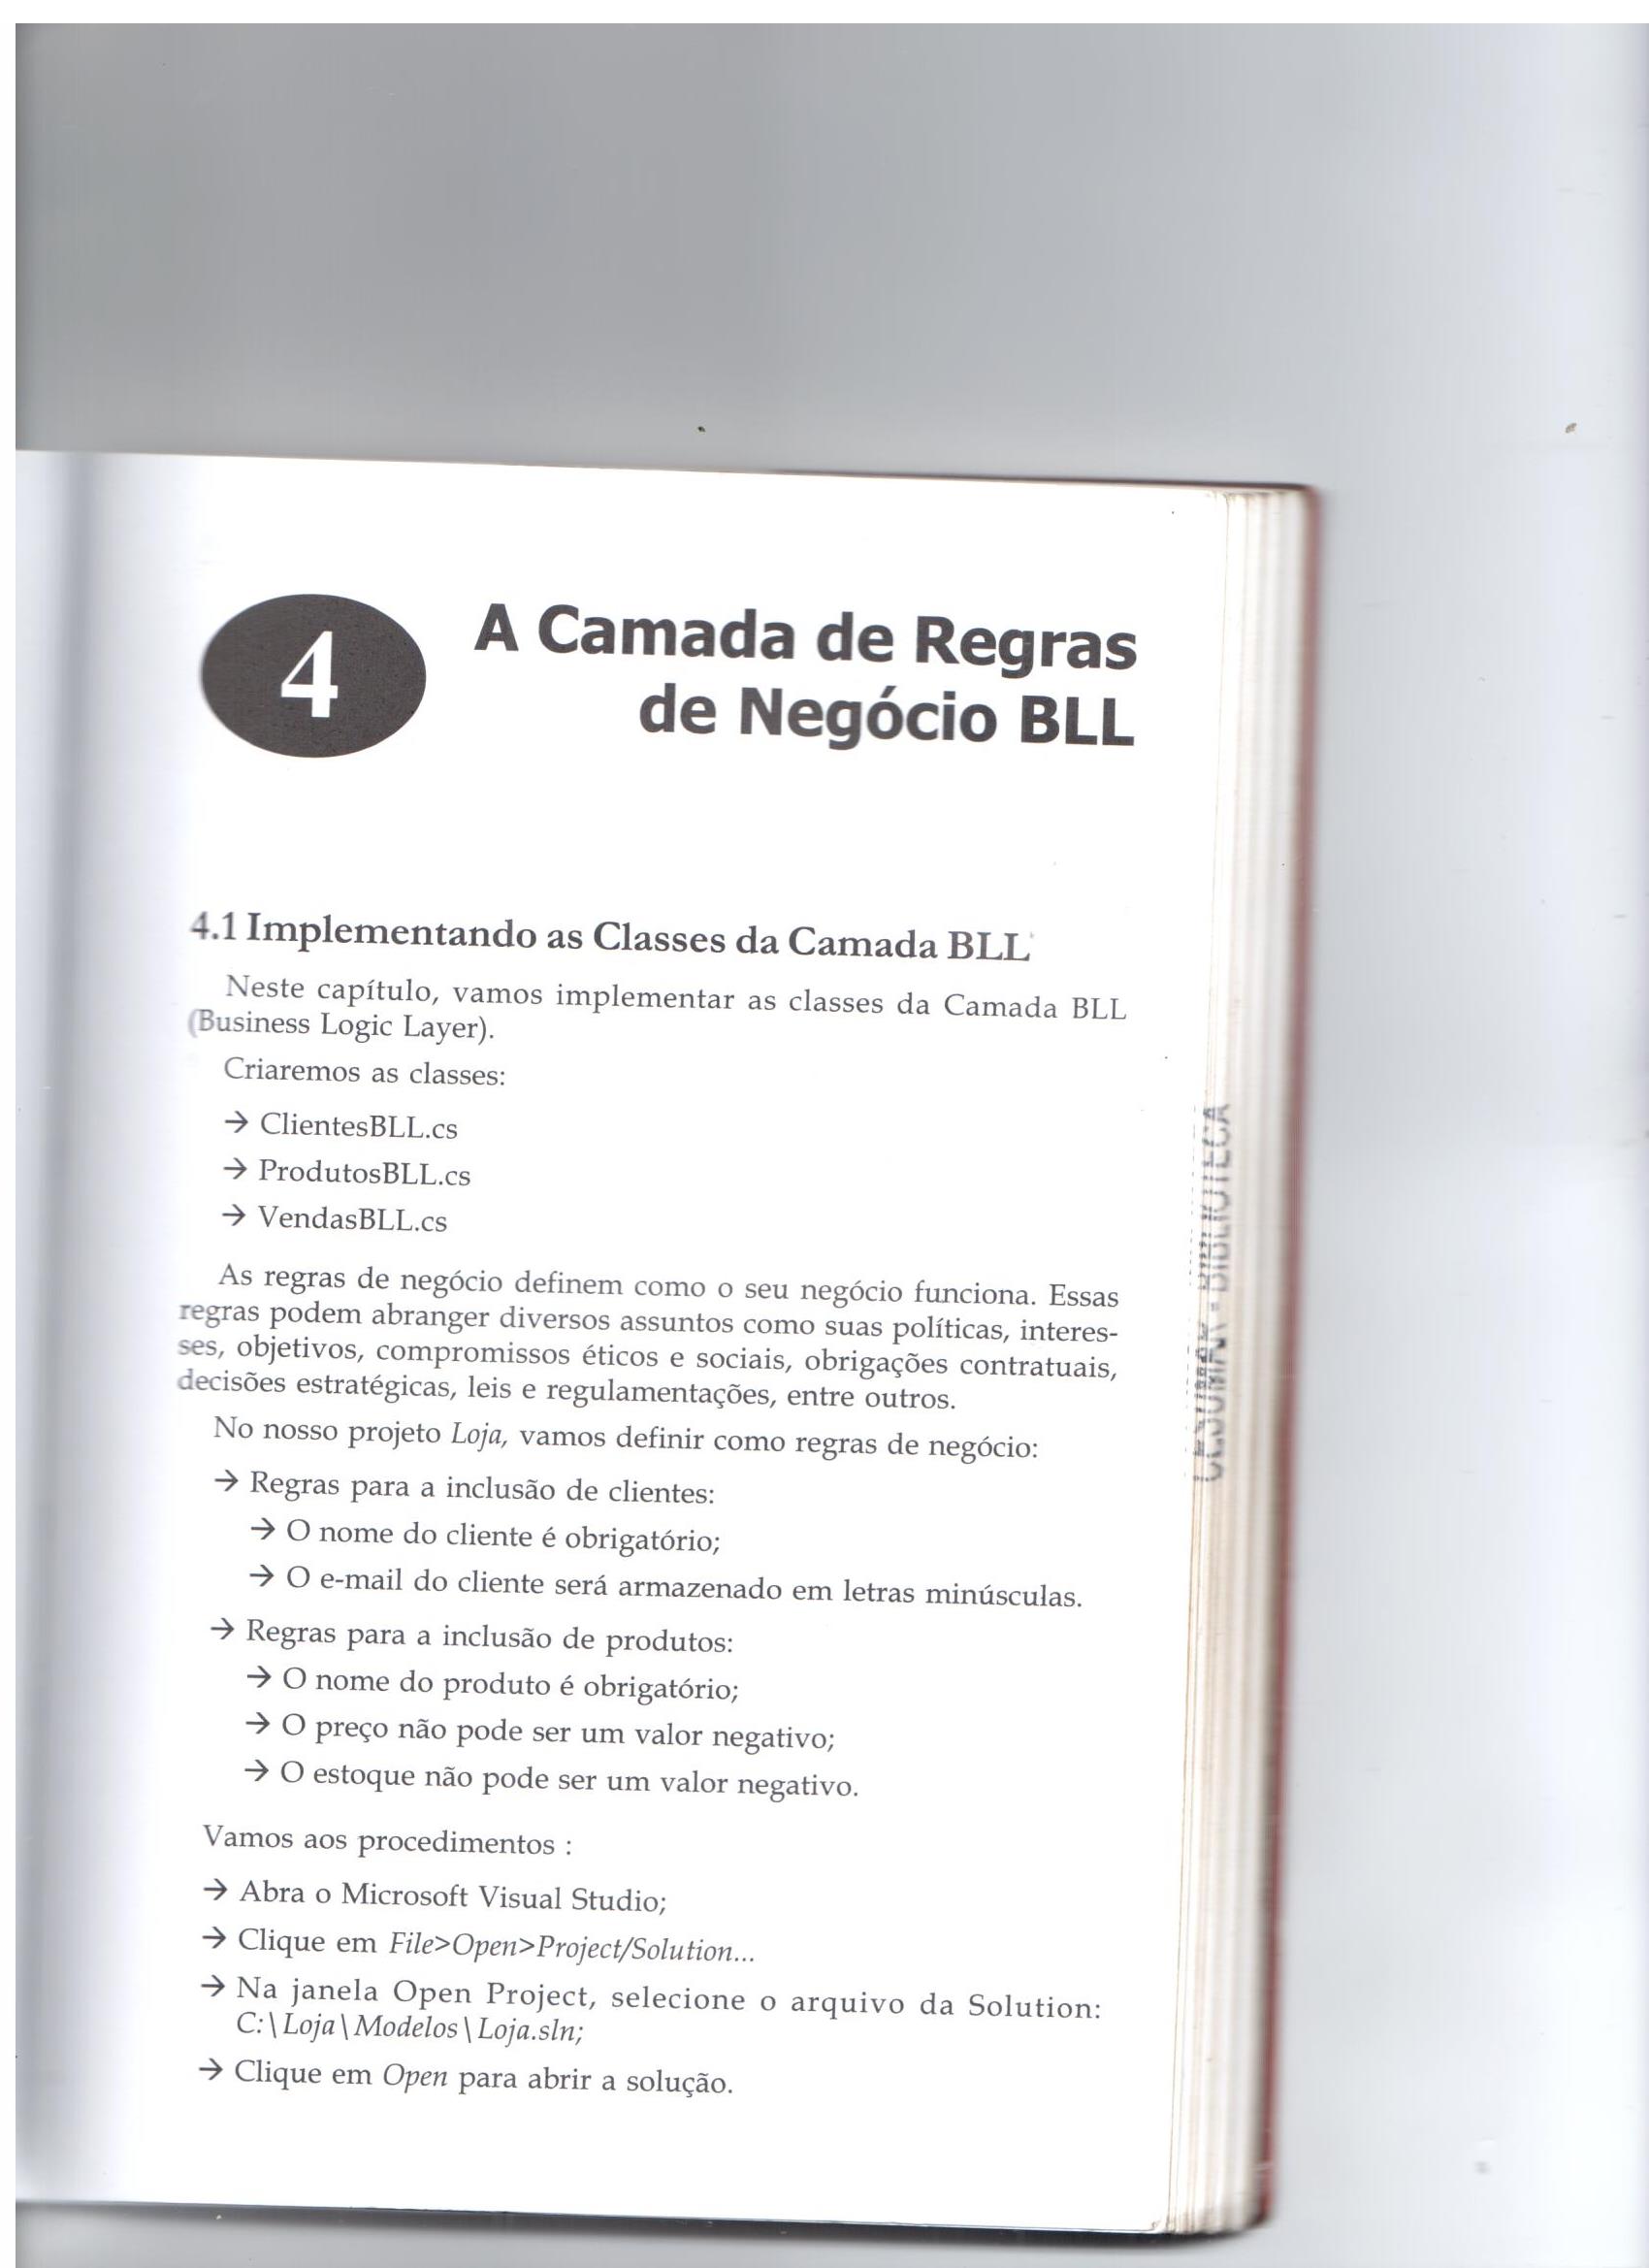 4
A Camada de Regras
de Negócio BLL
4.1 Implementando as Classes da Camada BLL
Neste capítulo, vamos implementar as classes da Camada BLL
(Business Logic Layer).
Criaremos as classes:
→ ClientesBLL.cs
→ ProdutosBLL.cs
→ VendasBLL.cs
As regras de negócio definem como o seu negócio funciona. Essas
regras podem abranger diversos assuntos como suas políticas, interes-
ses, objetivos, compromissos éticos e sociais, obrigações contratuais,
decisões estratégicas, leis e regulamentações, entre outros.
No nosso projeto Loja, vamos definir como regras de negócio:
→ Regras para a inclusão de clientes:
→ O nome do cliente é obrigatório;
→ O e-mail do cliente será armazenado em letras minúsculas.
→ Regras para a inclusão de produtos:
→ O nome do produto é obrigatório;
→ O preço não pode ser um valor negativo;
→ O estoque não pode ser um valor negativo.
Vamos aos procedimentos :
→ Abra o Microsoft Visual Studio;
→ Clique em File>Open>Project/Solution...
→ Na janela Open Project, selecione o arquivo da Solution:
C:\Loja\Modelos\Loja.sln;
→ Clique em Open para abrir a solução.
BIBLIOTECA